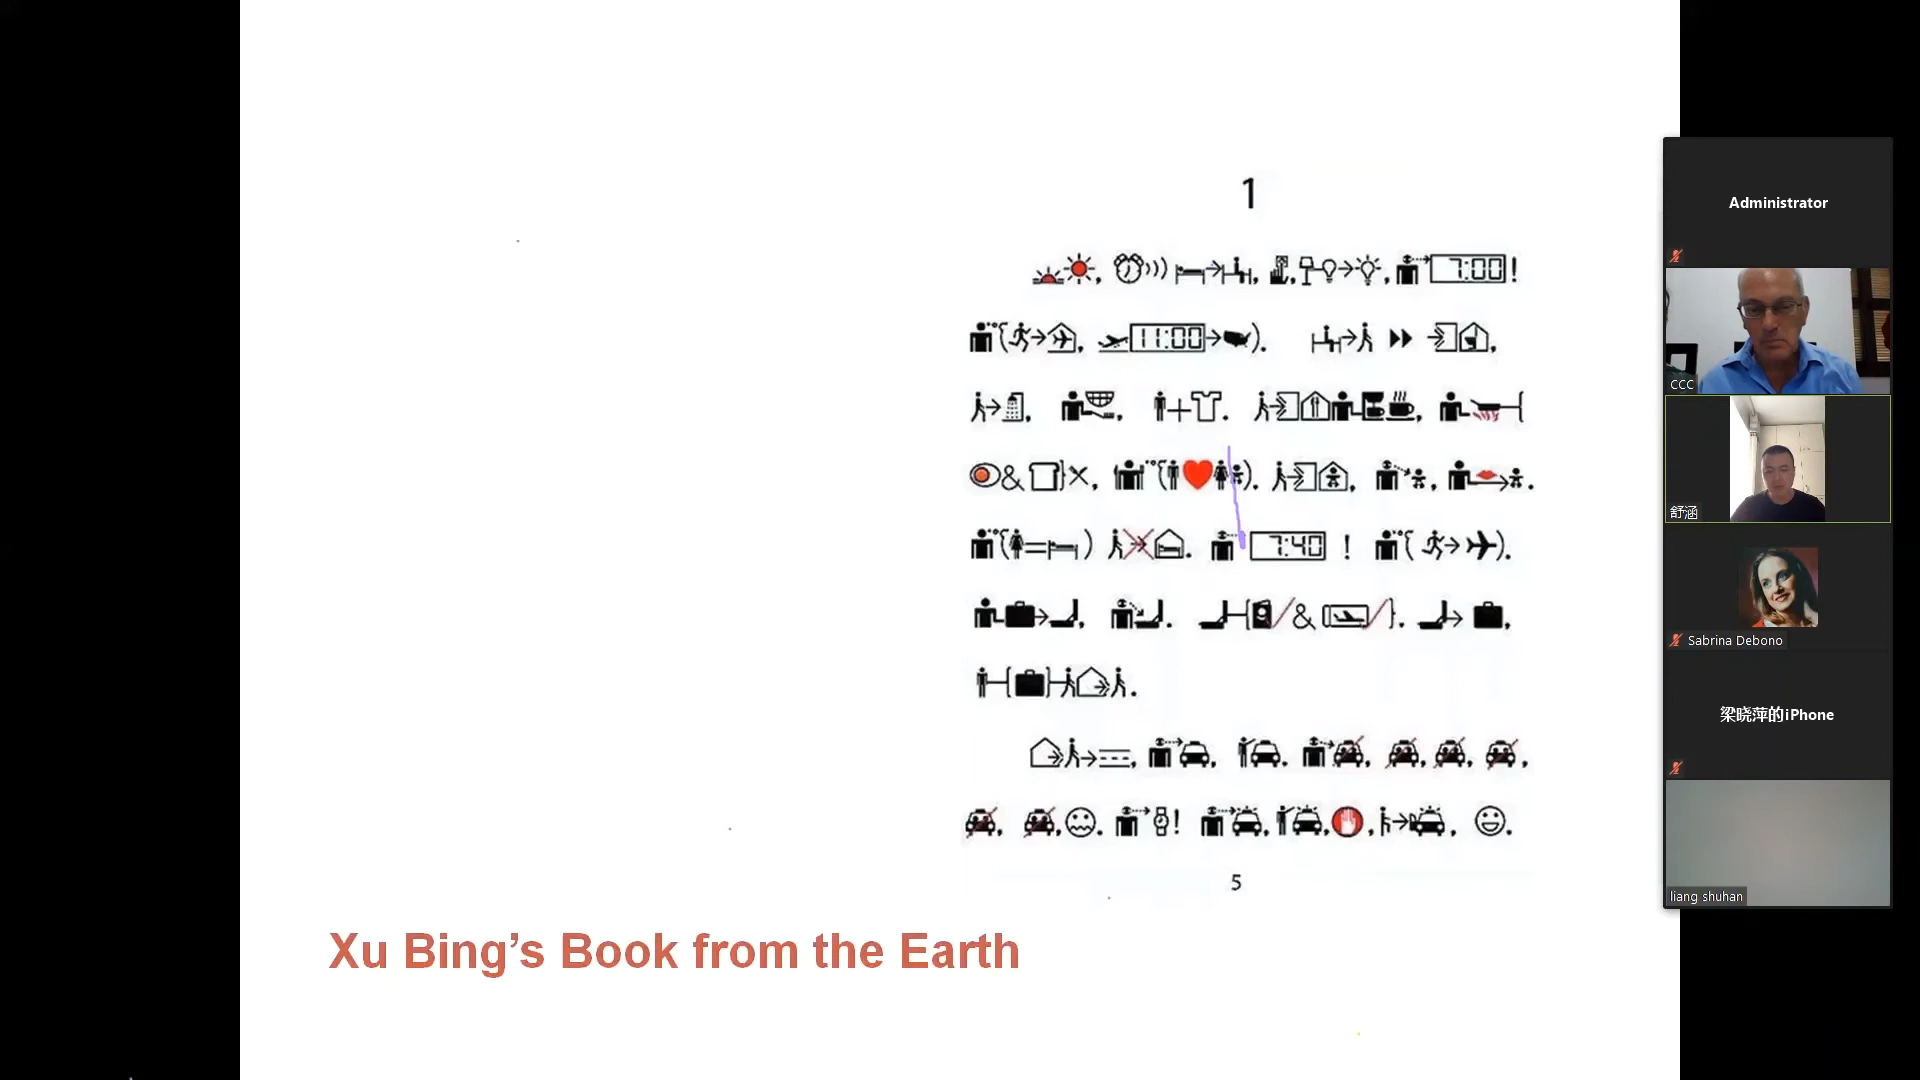 1
7:00 !
11:00
&
7:40 !
&
!
5
Xu Bing’s Book from the Earth
Administrator
CCC
舒涵
Sabrina Debono
梁晓萍的iPhone
liang shuhan